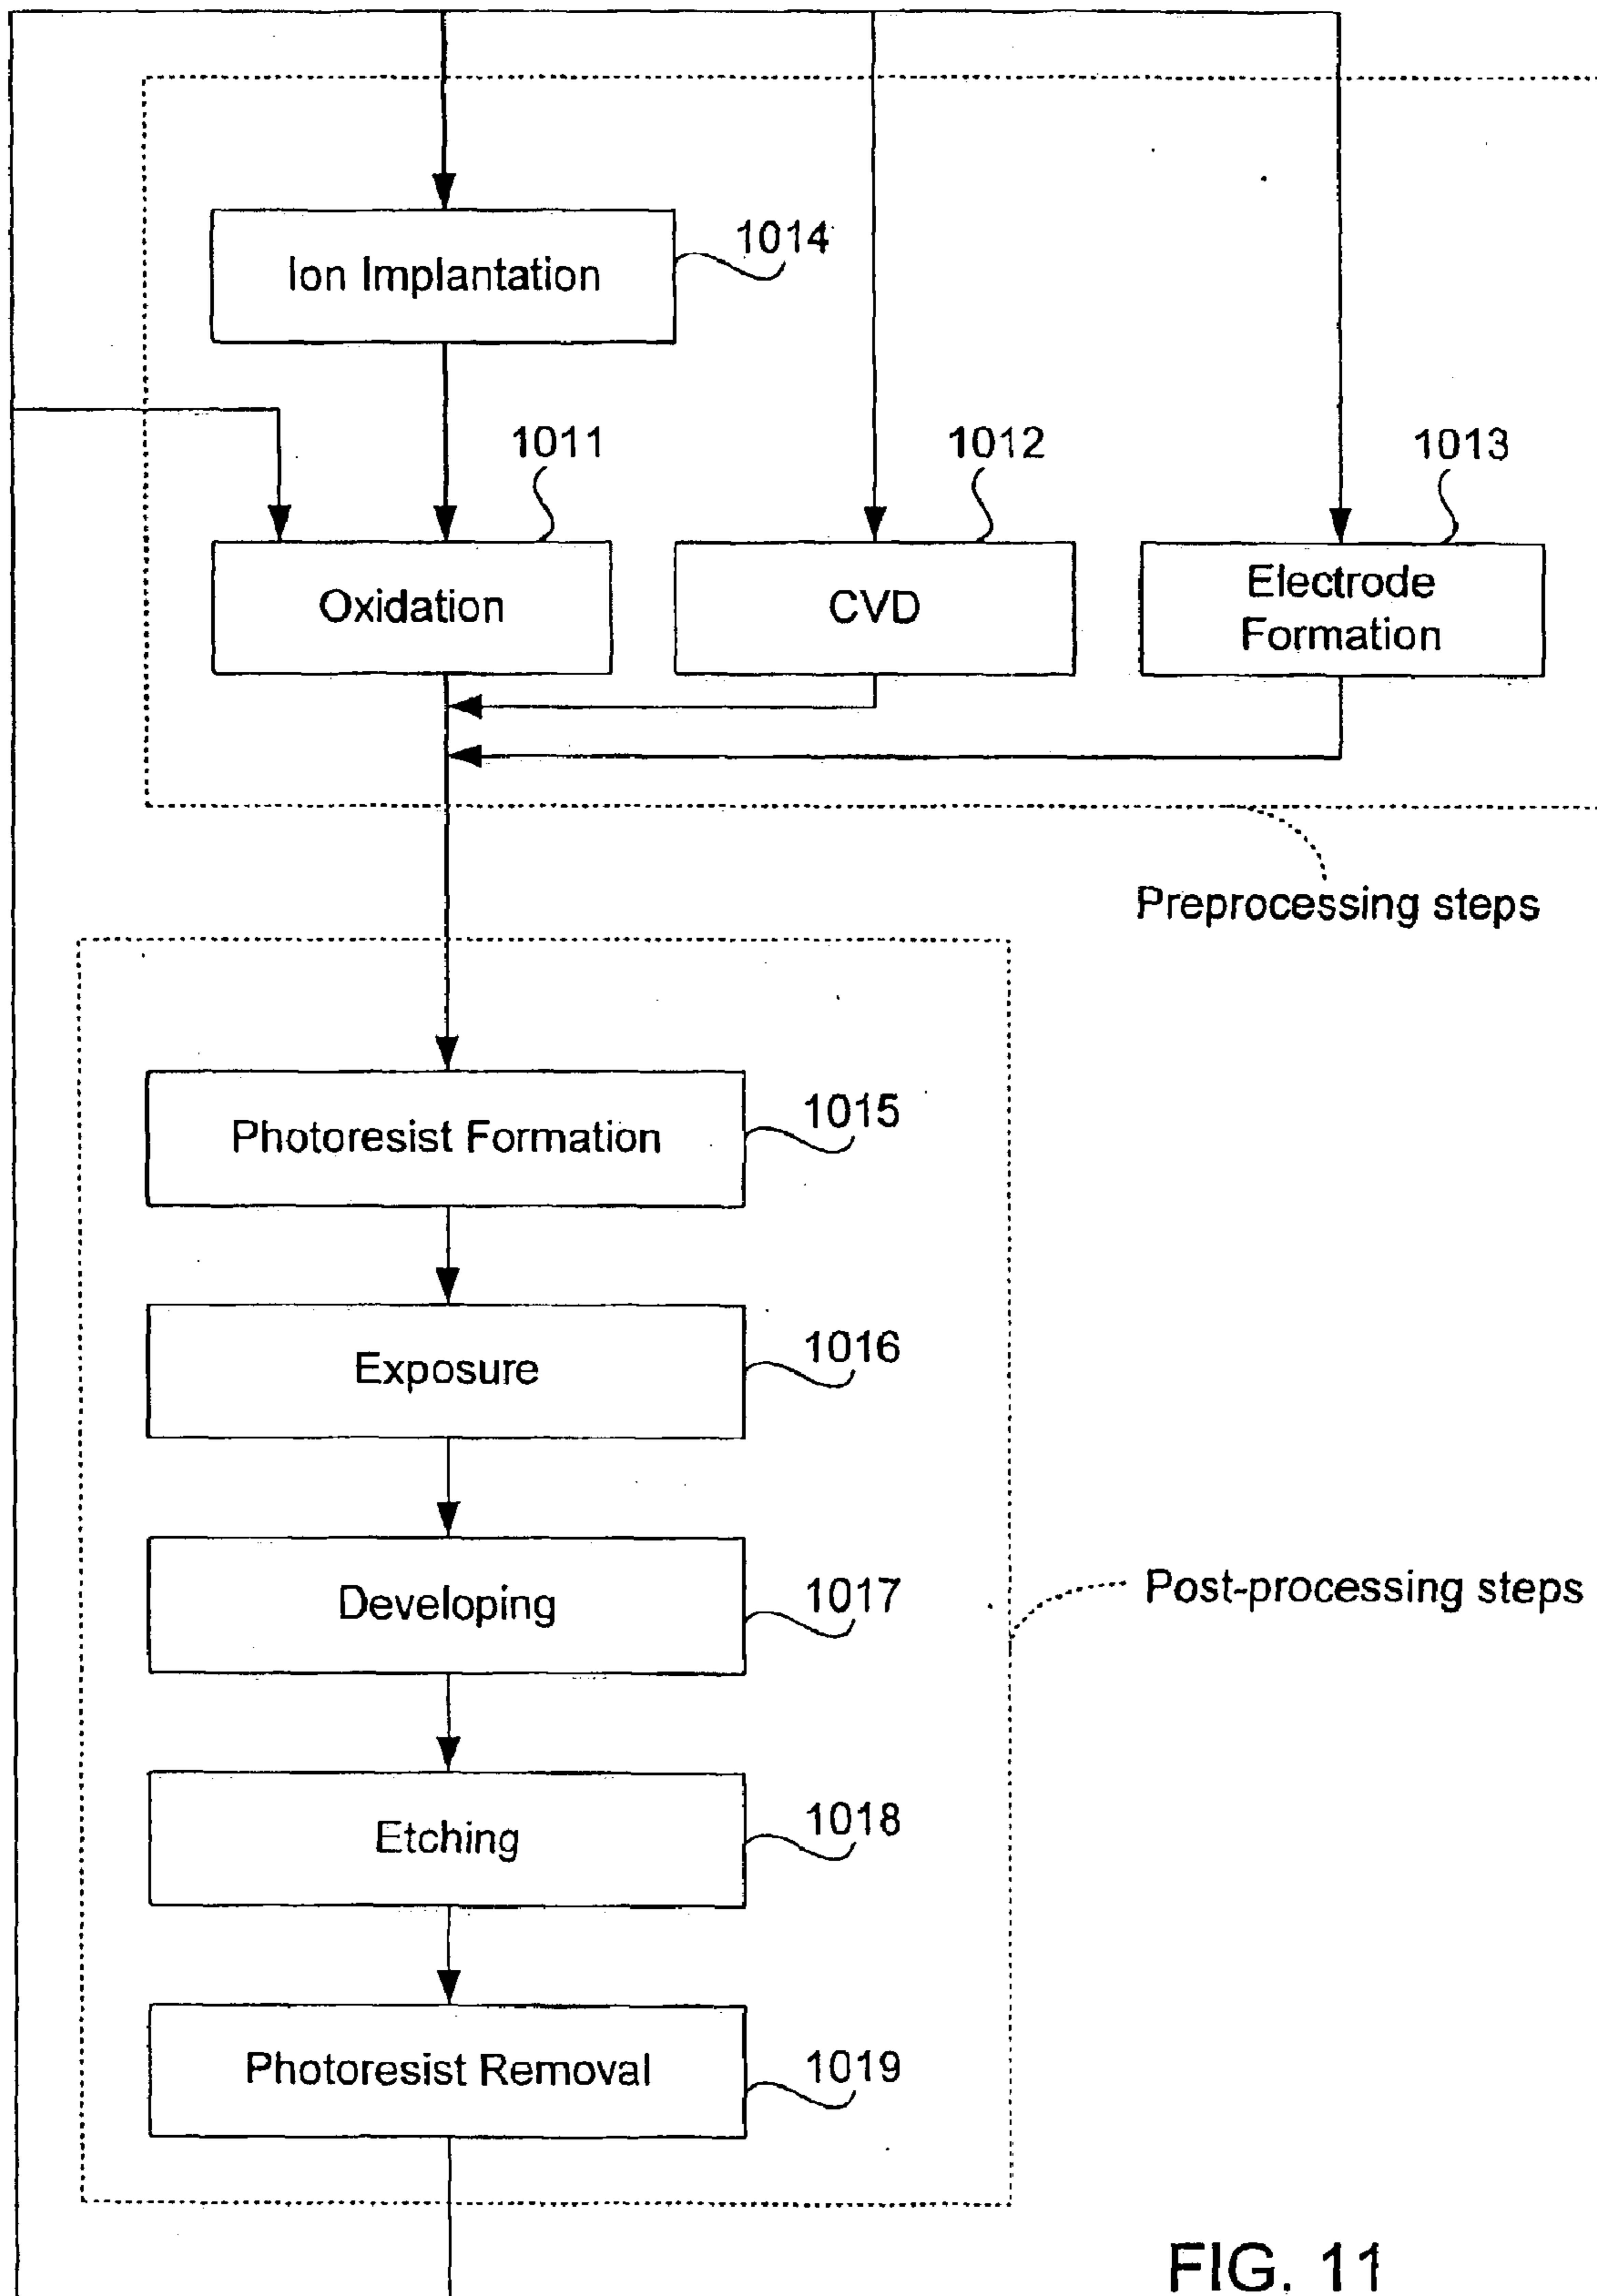 Ion Implantation
1014
1011
1012
1013
Oxidation
CVD
Electrode
Formation
Preprocessing steps
Photoresist Formation
1015
Exposure
1016
Developing
1017
Post-processing steps
Etching
1018
Photoresist Removal
1019
FIG. 11